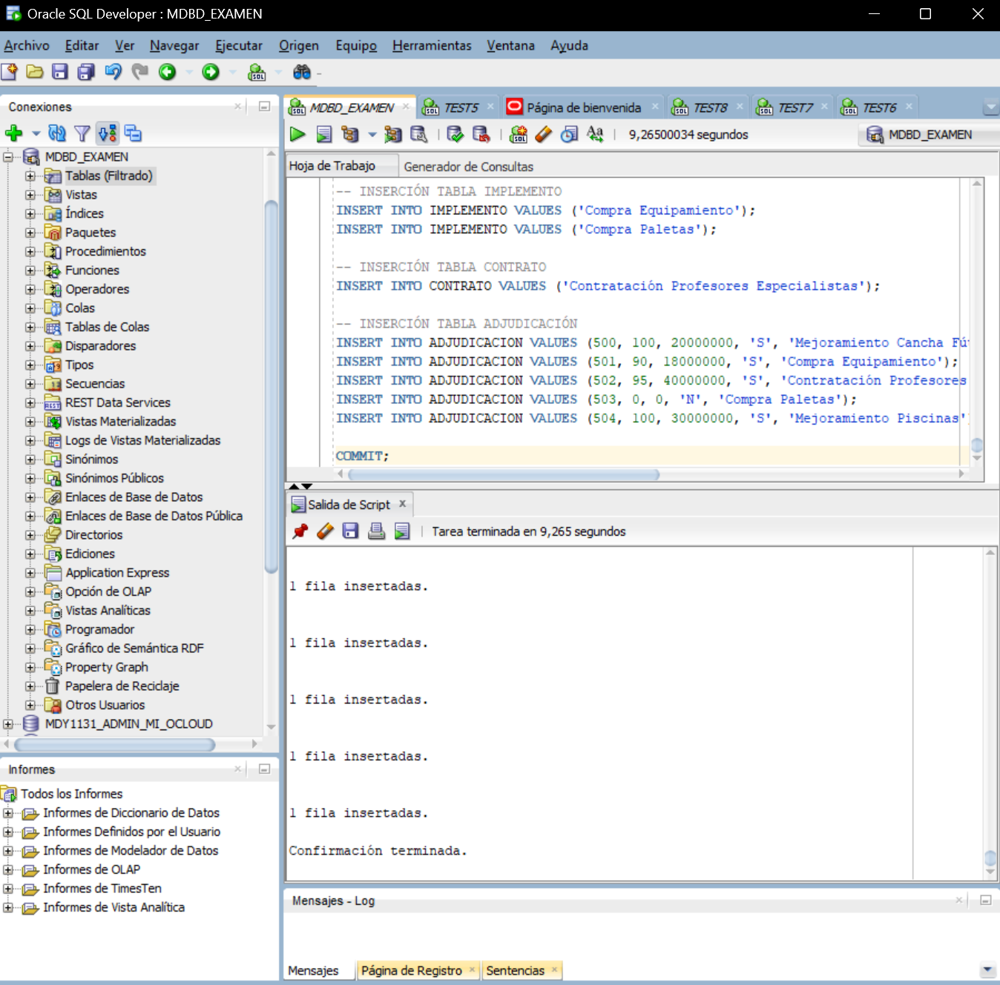 Oracle SQL Developer : MDBD_EXAMEN
Archivo Editar Ver Navegar Ejecutar Origen Equipo Herramientas Ventana Ayuda
Conexiones
MDBD_EXAMEN
Tablas (Filtrado)
Vistas
Índices
Paquetes
Procedimientos
Funciones
Operadores
Colas
Tablas de Colas
Disparadores
Tipos
Secuencias
REST Data Services
Vistas Materializadas
Logs de Vistas Materializadas
Sinónimos
Sinónimos Públicos
Enlaces de Base de Datos
Enlaces de Base de Datos Pública
Directorios
Ediciones
Application Express
Opción de OLAP
Vistas Analíticas
Programador
Gráfico de Semántica RDF
Property Graph
Papelera de Reciclaje
Otros Usuarios
MDY1131_ADMIN_MI_OCLOUD
Informes
Todos los Informes
Informes de Diccionario de Datos
Informes Definidos por el Usuario
Informes de Modelador de Datos
Informes de OLAP
Informes de TimesTen
Informes de Vista Analítica
MDBD_EXAMEN TEST5 Página de bienvenida TEST8 TEST7 TEST6
9,26500034 segundos MDBD_EXAMEN
Hoja de Trabajo Generador de Consultas
-- INSERCIÓN TABLA IMPLEMENTO
INSERT INTO IMPLEMENTO VALUES ('Compra Equipamiento');
INSERT INTO IMPLEMENTO VALUES ('Compra Paletas');
-- INSERCIÓN TABLA CONTRATO
INSERT INTO CONTRATO VALUES ('Contratación Profesores Especialistas');
-- INSERCIÓN TABLA ADJUDICACIÓN
INSERT INTO ADJUDICACION VALUES (500, 100, 20000000, 'S', 'Mejoramiento Cancha Fú
INSERT INTO ADJUDICACION VALUES (501, 90, 18000000, 'S', 'Compra Equipamiento');
INSERT INTO ADJUDICACION VALUES (502, 95, 40000000, 'S', 'Contratación Profesores
INSERT INTO ADJUDICACION VALUES (503, 0, 0, 'N', 'Compra Paletas');
INSERT INTO ADJUDICACION VALUES (504, 100, 30000000, 'S', 'Mejoramiento Piscinas'
COMMIT;
Salida de Script
Tarea terminada en 9,265 segundos
1 fila insertadas.
1 fila insertadas.
1 fila insertadas.
1 fila insertadas.
1 fila insertadas.
Confirmación terminada.
Mensajes - Log
Mensajes Página de Registro Sentencias